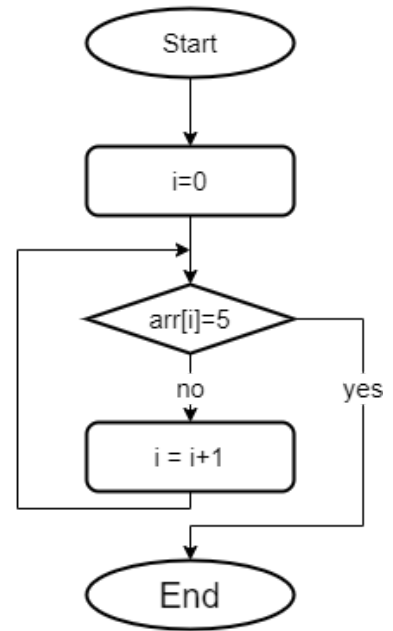 Start
i=0
arr[i]=5
no
yes
i = i+1
End